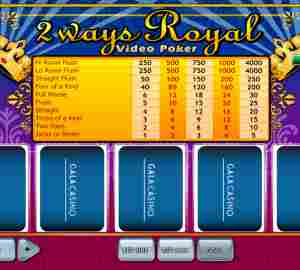 2 ways Royal
Video Poker
Hi Royal Flush 250 500 750 1000 4000
Lo Royal Flush 250 500 750 1000 4000
Straight Flush 50 100 150 200 250
Four of a Kind 40 80 120 160 200
Full House 6 12 18 24 30
Flush 5 10 15 20 25
Straight 4 8 12 16 20
Three of a Kind 3 6 9 12 15
Two Pairs 2 4 6 8 10
Jacks or Better 1 2 3 4 5
GALA CASINO
GALA CASINO
GALA CASINO